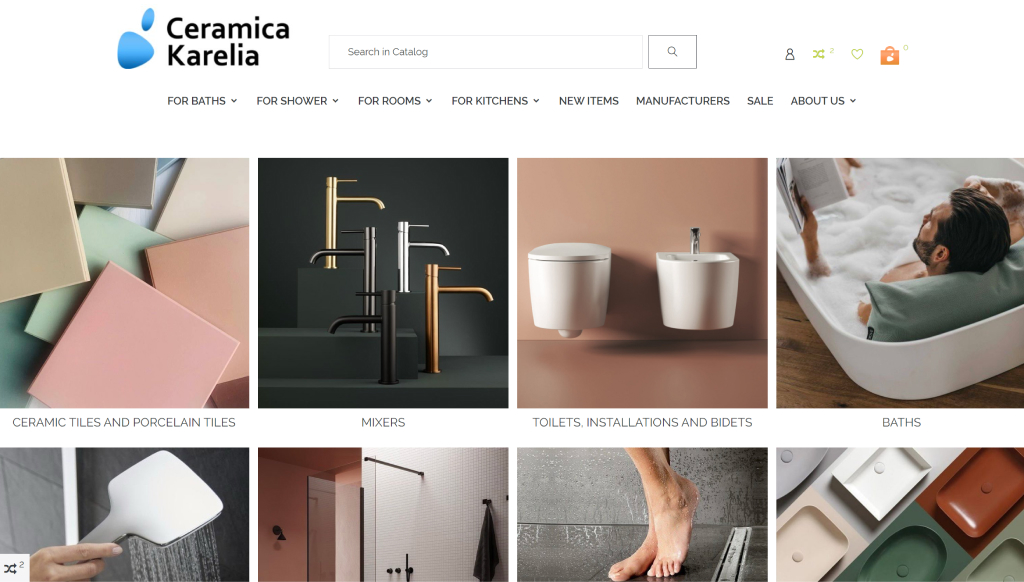 Ceramica
Karelia
Search in Catalog
2
0
FOR BATHS
FOR SHOWER
FOR ROOMS
FOR KITCHENS
NEW ITEMS
MANUFACTURERS
SALE
ABOUT US
CERAMIC TILES AND PORCELAIN TILES
MIXERS
TOILETS, INSTALLATIONS AND BIDETS
BATHS
2